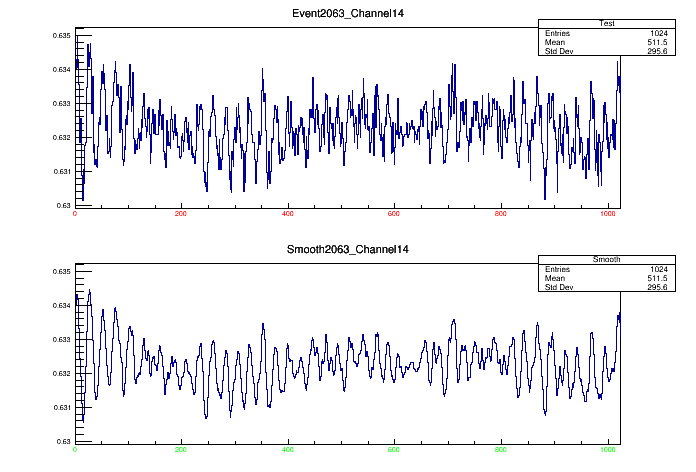 Event2063_Channel14
Test
Entries 1024
Mean 511.5
Std Dev 295.6
0.635
0.634
0.633
0.632
0.631
0.63
0 200 400 600 800 1000
Smooth2063_Channel14
Smooth
Entries 1024
Mean 511.5
Std Dev 295.6
0.635
0.634
0.633
0.632
0.631
0.63
0 200 400 600 800 1000